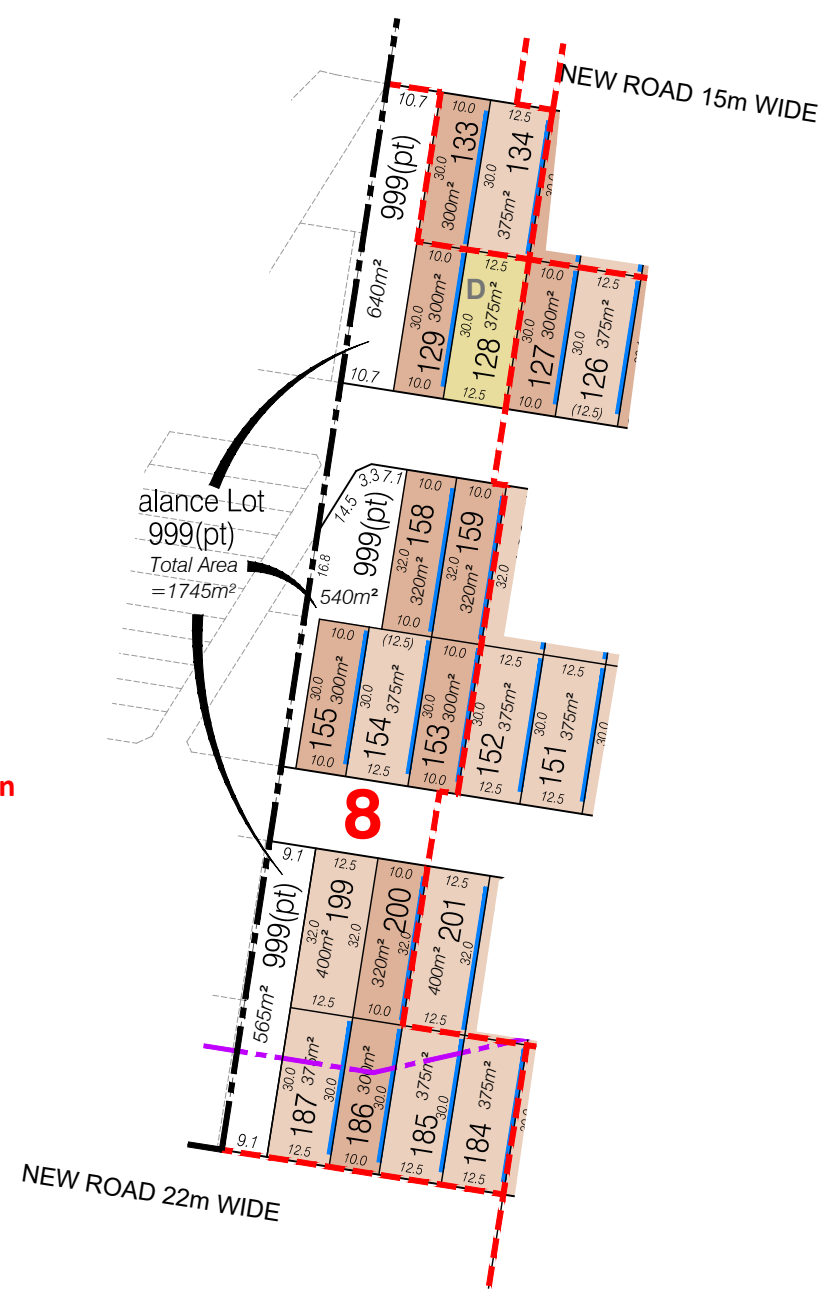 NEW ROAD 15m WIDE
10.7
999(pt)
640m²
10.7
10.0
133
30.0
300m²
12.5
134
30.0
375m²
30.0
10.0
129
30.0
300m²
10.0
12.5
D
128
30.0
375m²
12.5
10.0
127
300m²
10.0
12.5
126
30.0
375m²
(12.5)
alance Lot
999(pt)
Total Area
=1745m²
14.5
3.3
7.1
999(pt)
16.8
540m²
10.0
158
32.0
320m²
10.0
10.0
159
32.0
320m²
32.0
10.0
155
30.0
300m²
10.0
(12.5)
154
30.0
375m²
12.5
10.0
153
30.0
300m²
10.0
12.5
152
30.0
375m²
12.5
12.5
151
30.0
375m²
12.5
30.0
n
8
9.1
999(pt)
565m²
9.1
12.5
199
32.0
400m²
32.0
12.5
10.0
200
320m²
32.0
10.0
12.5
201
400m²
32.0
12.5
187
375m²
30.0
30.0
12.5
186
300m²
30.0
10.0
185
375m²
30.0
12.5
184
375m²
12.5
NEW ROAD 22m WIDE